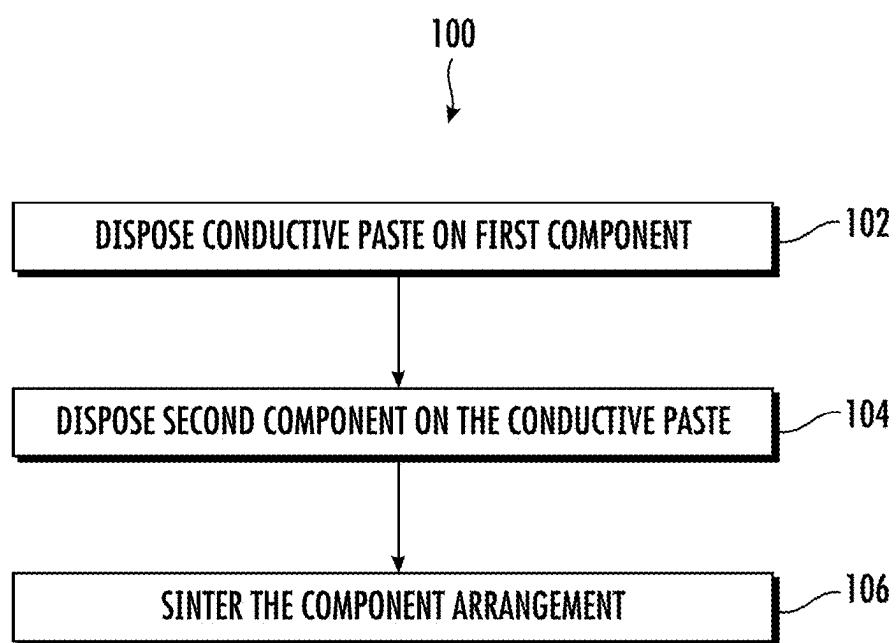 100
DISPOSE CONDUCTIVE PASTE ON FIRST COMPONENT
102
DISPOSE SECOND COMPONENT ON THE CONDUCTIVE PASTE
104
SINTER THE COMPONENT ARRANGEMENT
106